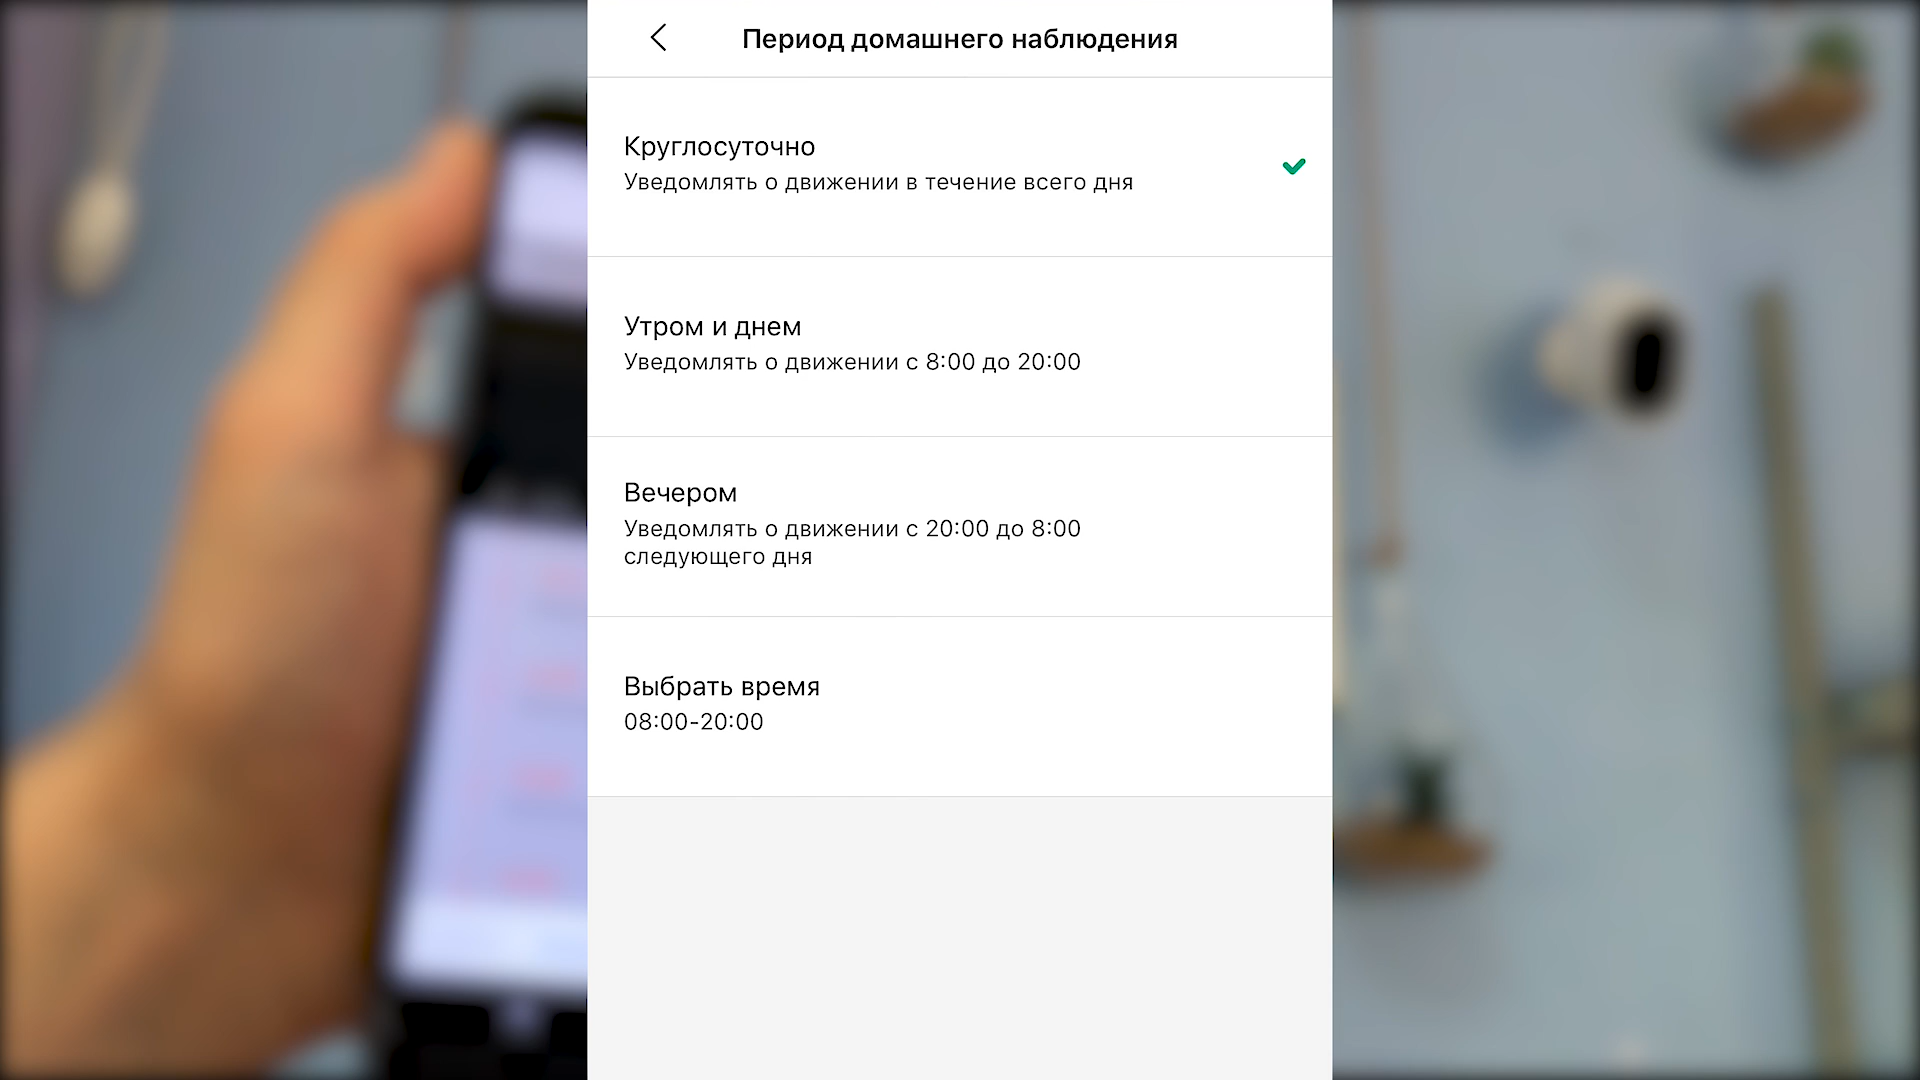 Период домашнего наблюдения
Круглосуточно
Уведомлять о движении в течение всего дня
Утром и днем
Уведомлять о движении с 8:00 до 20:00
Вечером
Уведомлять о движении с 20:00 до 8:00
следующего дня
Выбрать время
08:00-20:00